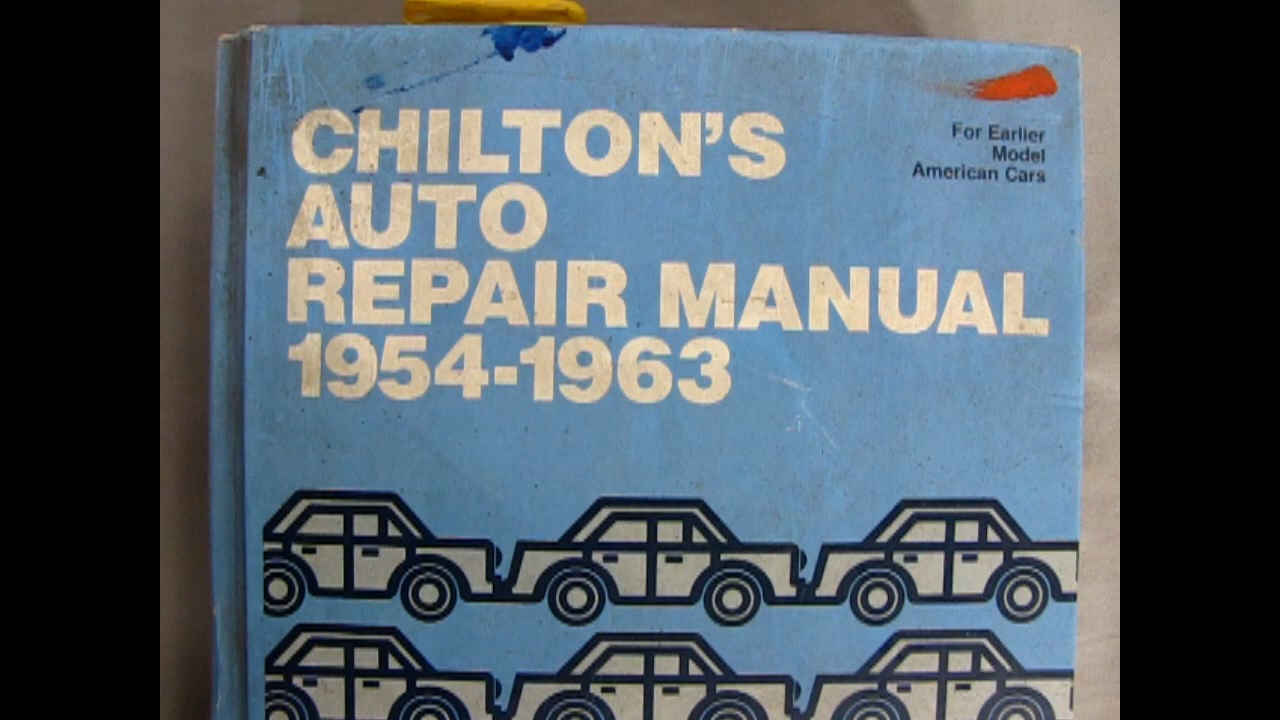 CHILTON'S
AUTO
REPAIR MANUAL
1954-1963
For Earlier
Model
American Cars